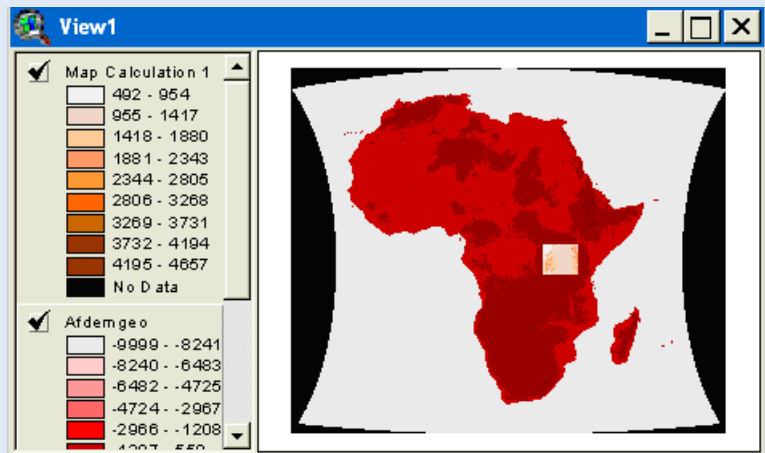 View1
Map Calculation 1
492 - 954
955 - 1417
1418 - 1880
1881 - 2343
2344 - 2805
2806 - 3268
3269 - 3731
3732 - 4194
4195 - 4657
No Data
Afdemgeo
-9999 - -8241
-8240 - -6483
-6482 - -4725
-4724 - -2967
-2966 - -1208